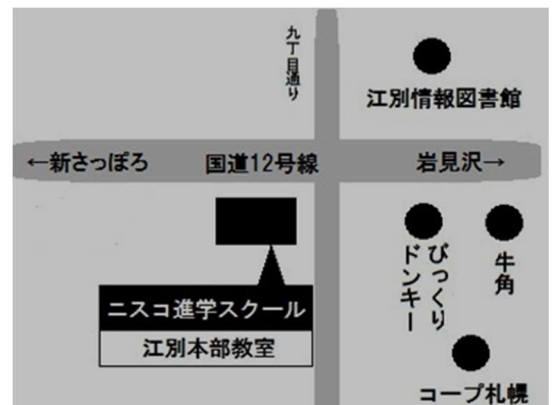 九丁目通り
江別情報図書館
←新さっぽろ
国道12号線
岩見沢→
びっくり
ドンキー
牛角
ニスコ進学スクール
江別本部教室
コープ札幌